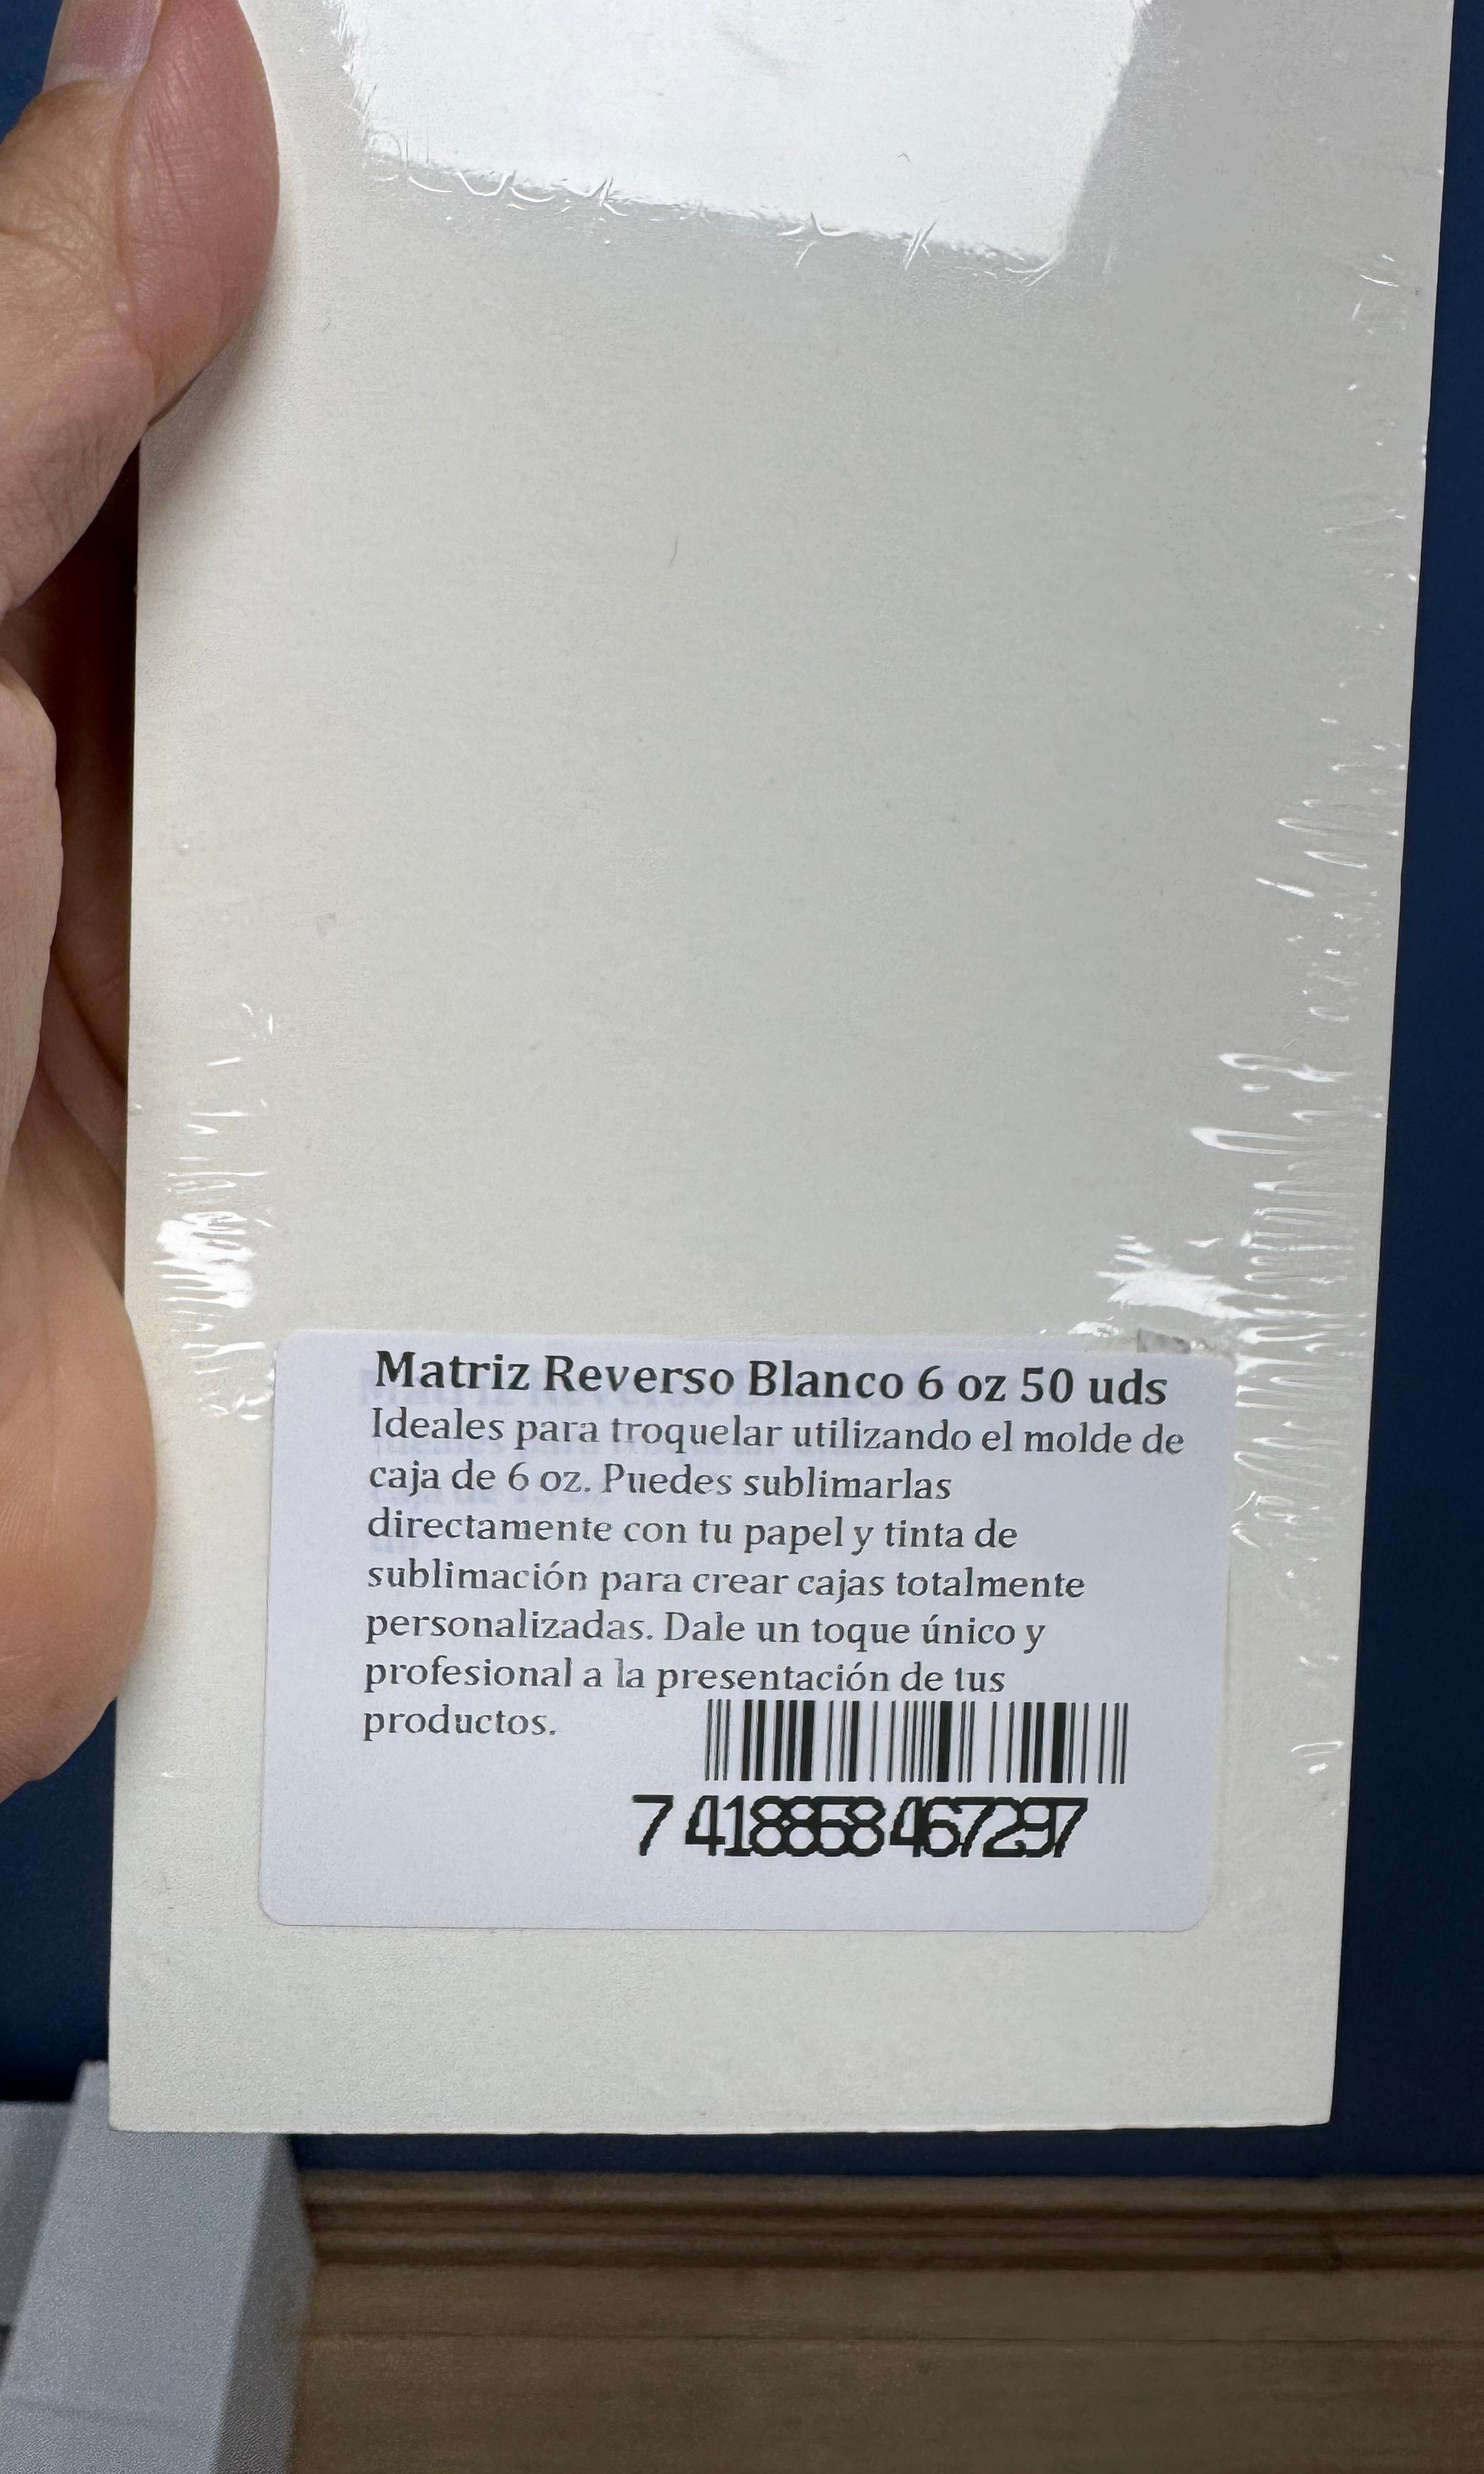 Matriz Reverso Blanco 6 oz 50 uds
Ideales para troquelar utilizando el molde de
caja de 6 oz. Puedes sublimarlas
directamente con tu papel y tinta de
sublimación para crear cajas totalmente
personalizadas. Dale un toque único y
profesional a la presentación de tus
productos.
7 418858 467297